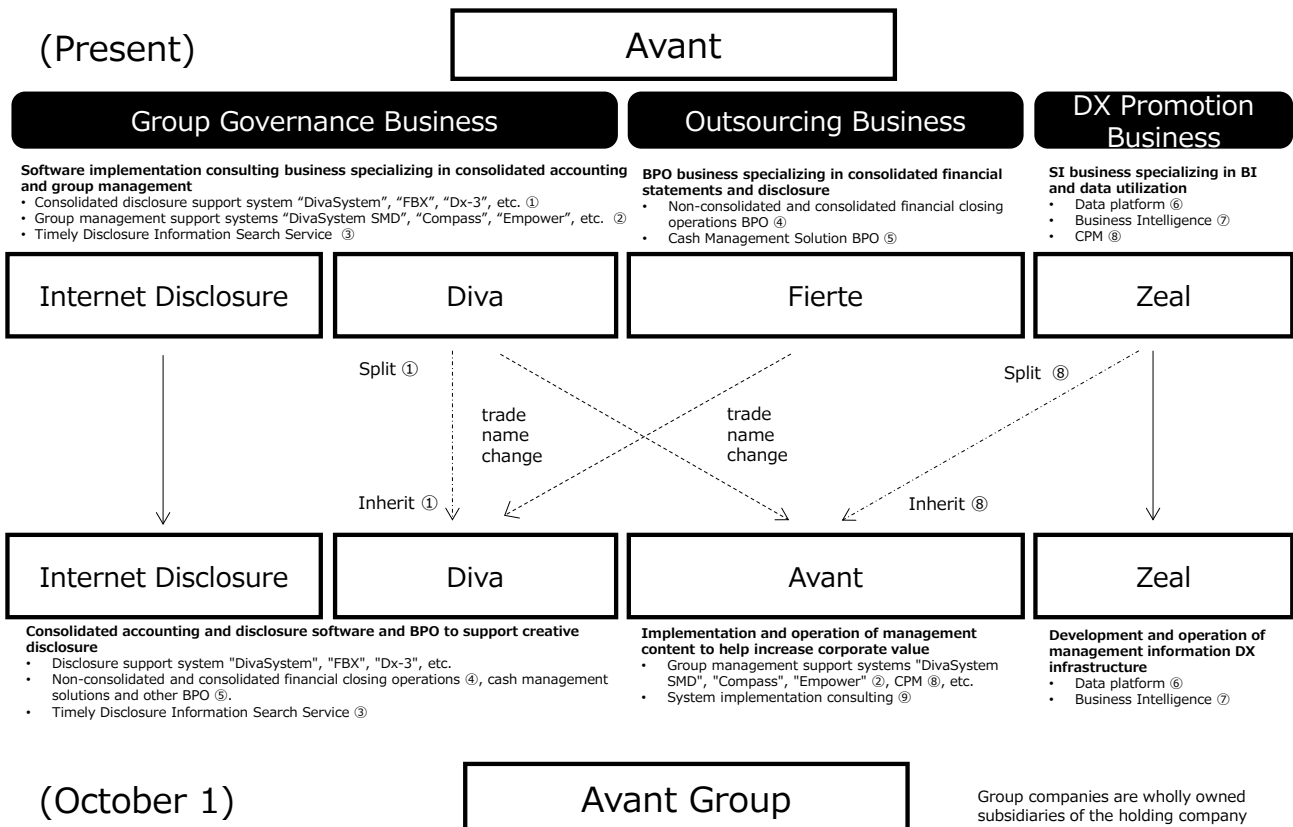 (Present)
Avant
Group Governance Business
Outsourcing Business
DX Promotion
Business
Software implementation consulting business specializing in consolidated accounting
and group management
• Consolidated disclosure support system “DivaSystem”, “FBX”, “Dx-3”, etc. ①
• Group management support systems “DivaSystem SMD”, “Compass”, “Empower”, etc. ②
• Timely Disclosure Information Search Service ③
BPO business specializing in consolidated financial
statements and disclosure
• Non-consolidated and consolidated financial closing
operations BPO ④
• Cash Management Solution BPO ⑤
SI business specializing in BI
and data utilization
• Data platform ⑥
• Business Intelligence ⑦
• CPM ⑧
Internet Disclosure
Diva
Fierte
Zeal
Split ①
Split ⑧
trade
name
change
trade
name
change
Inherit ①
Inherit ⑧
Internet Disclosure
Diva
Avant
Zeal
Consolidated accounting and disclosure software and BPO to support creative
disclosure
• Disclosure support system "DivaSystem", "FBX", "Dx-3", etc.
• Non-consolidated and consolidated financial closing operations ④, cash management
solutions and other BPO ⑤.
• Timely Disclosure Information Search Service ③
Implementation and operation of management
content to help increase corporate value
• Group management support systems "DivaSystem
SMD", "Compass", "Empower" ②, CPM ⑧, etc.
• System implementation consulting ⑨
Development and operation of
management information DX
infrastructure
• Data platform ⑥
• Business Intelligence ⑦
(October 1)
Avant Group
Group companies are wholly owned
subsidiaries of the holding company